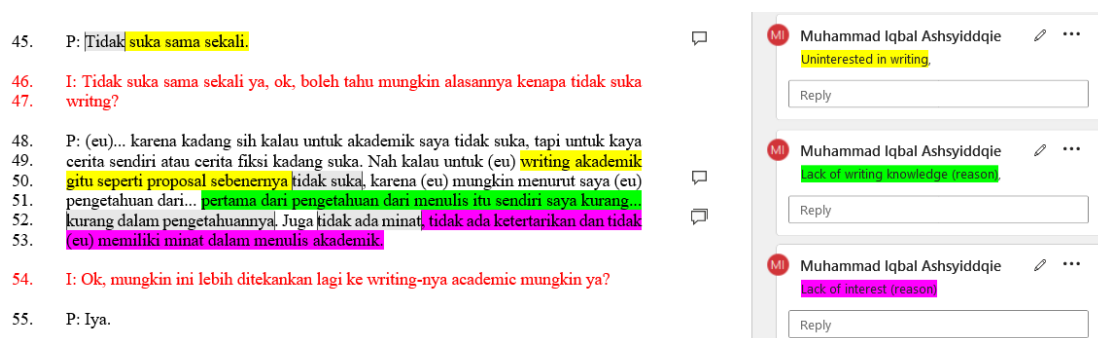 45. P: Tidak suka sama sekali.
46. I: Tidak suka sama sekali ya, ok, boleh tahu mungkin alasannya kenapa tidak suka
47. writng?
48. P: (eu)... karena kadang sih kalau untuk akademik saya tidak suka, tapi untuk kaya
49. cerita sendiri atau cerita fiksi kadang suka. Nah kalau untuk (eu) writing akademik
50. gitu seperti proposal sebenernya tidak suka, karena (eu) mungkin menurut saya (eu)
51. pengetahuan dari... pertama dari pengetahuan dari menulis itu sendiri saya kurang...
52. kurang dalam pengetahuannya. Juga tidak ada minat, tidak ada ketertarikan dan tidak
53. (eu) memiliki minat dalam menulis akademik.
54. I: Ok, mungkin ini lebih ditekankan lagi ke writing-nya academic mungkin ya?
55. P: Iya.
MI Muhammad Iqbal Ashsyiddqie
Uninterested in writing,
Reply
MI Muhammad Iqbal Ashsyiddqie
Lack of writing knowledge (reason),
Reply
MI Muhammad Iqbal Ashsyiddqie
Lack of interest (reason)
Reply